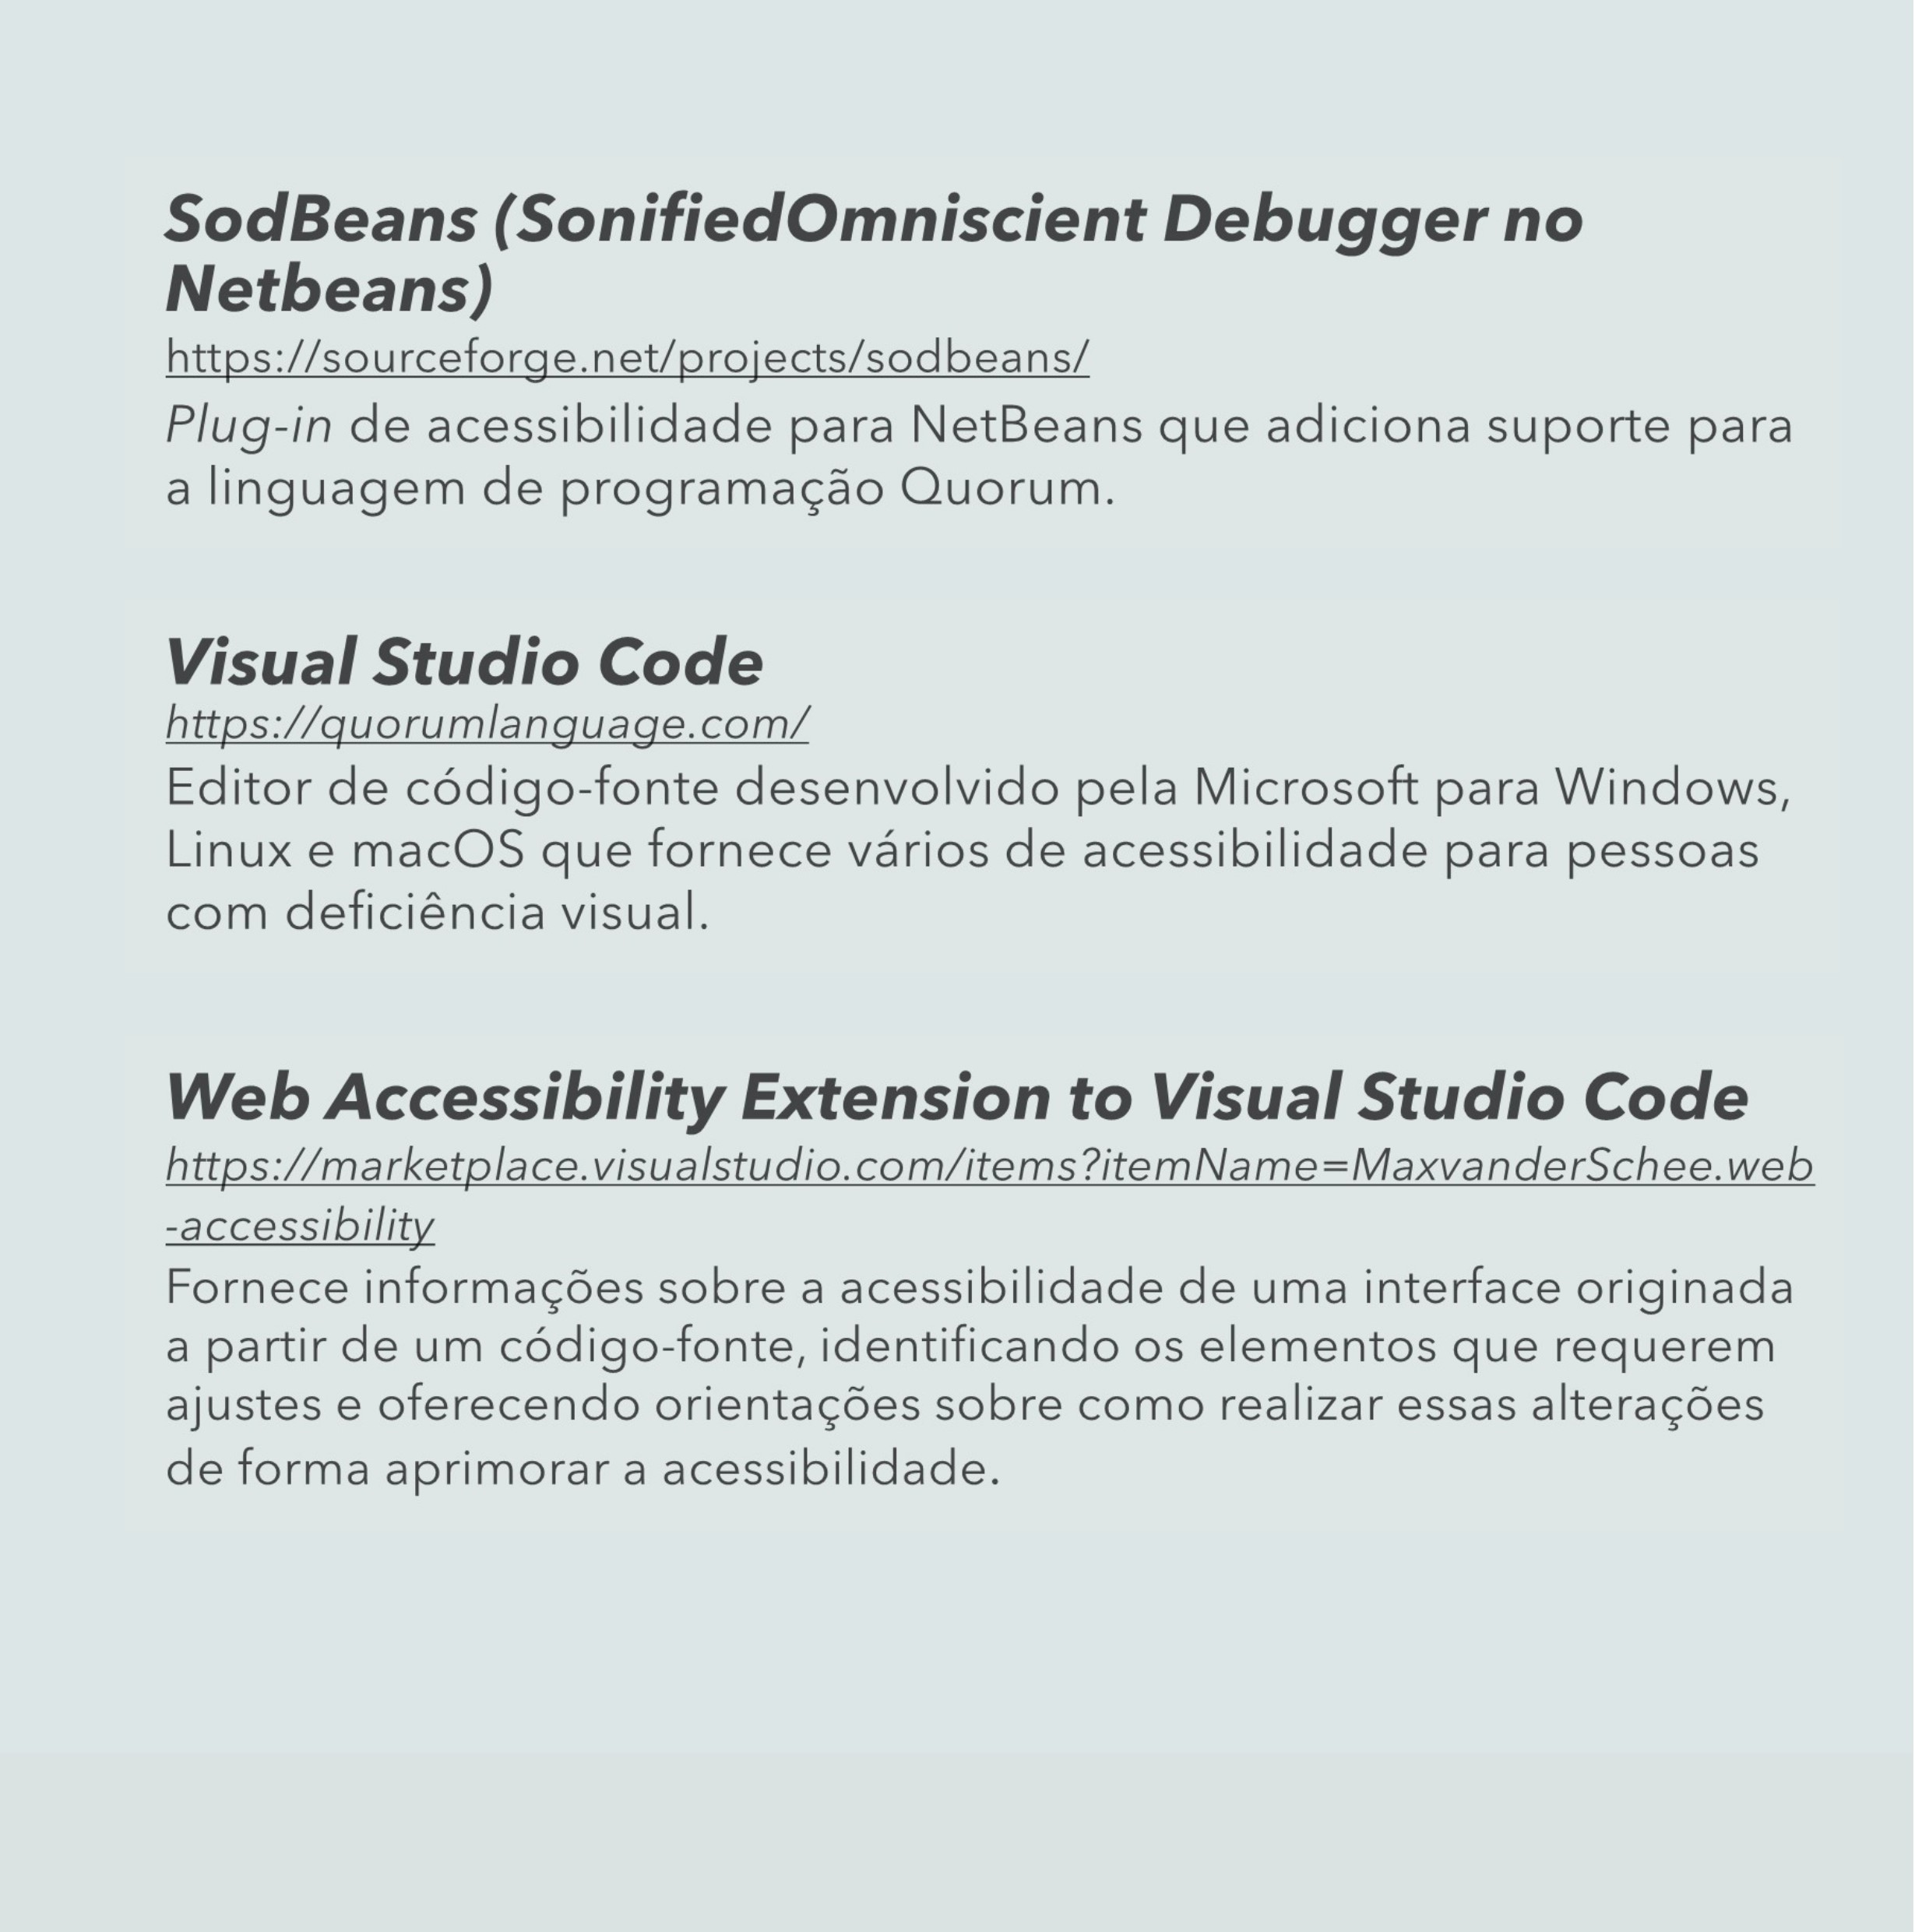 SodBeans (SonifiedOmniscient Debugger no
Netbeans)
https://sourceforge.net/projects/sodbeans/
Plug-in de acessibilidade para NetBeans que adiciona suporte para
a linguagem de programação Quorum.
Visual Studio Code
https://quorumlanguage.com/
Editor de código-fonte desenvolvido pela Microsoft para Windows,
Linux e macOS que fornece vários de acessibilidade para pessoas
com deficiência visual.
Web Accessibility Extension to Visual Studio Code
https://marketplace.visualstudio.com/items?itemName=MaxvanderSchee.web
-accessibility
Fornece informações sobre a acessibilidade de uma interface originada
a partir de um código-fonte, identificando os elementos que requerem
ajustes e oferecendo orientações sobre como realizar essas alterações
de forma aprimorar a acessibilidade.